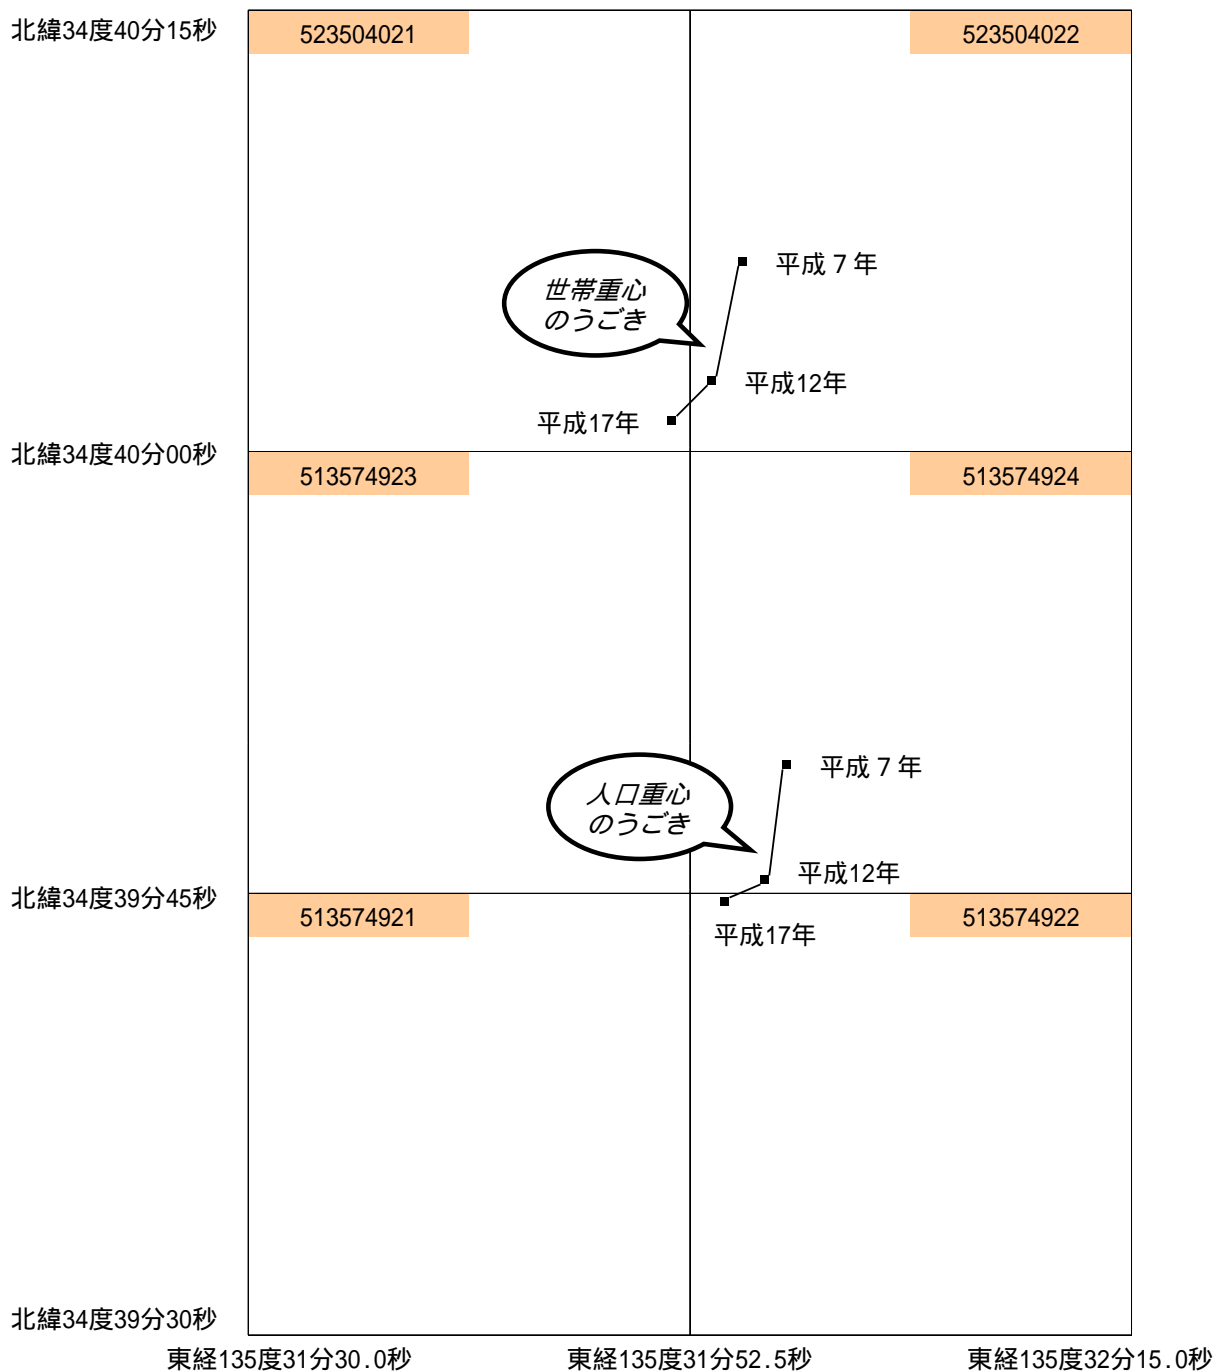 北緯34度40分15秒
523504021
523504022
平成７年
世帯重心
のうごき
平成12年
平成17年
北緯34度40分00秒
513574923
513574924
平成７年
人口重心
のうごき
平成12年
北緯34度39分45秒
513574921
513574922
平成17年
北緯34度39分30秒
東経135度31分30.0秒
東経135度31分52.5秒
東経135度32分15.0秒